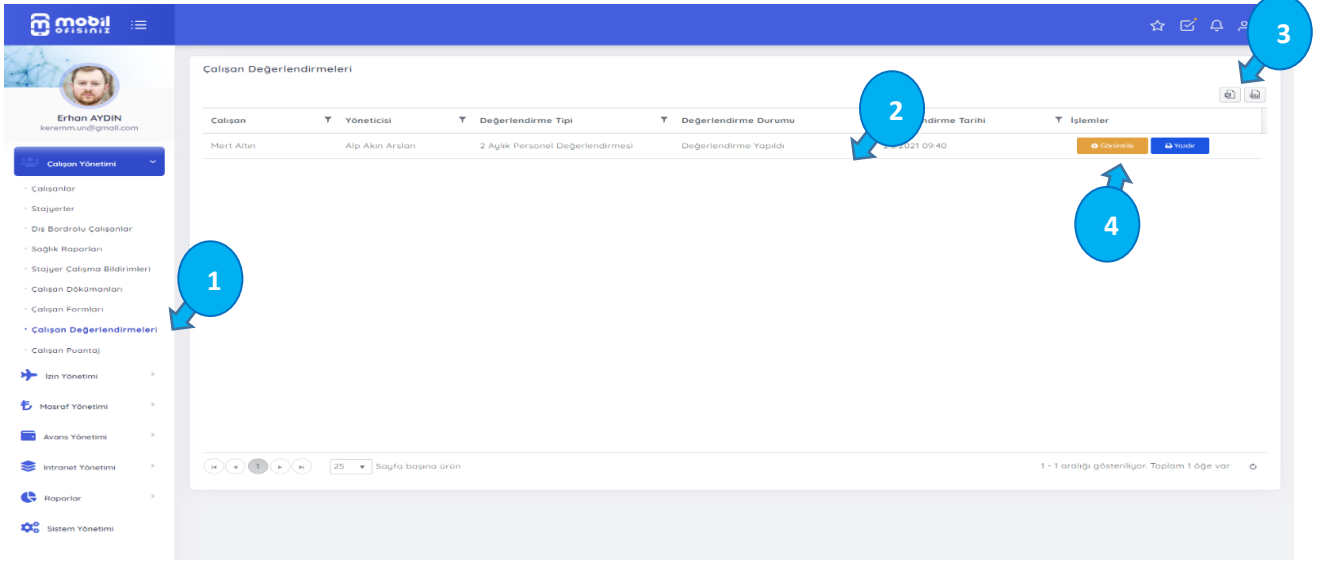 mobil
ofisiniz
3
Erhan AYDIN
keremm.un@gmail.com
Çalışan Yönetimi
Çalışanlar
Stajyerler
Dış Bordrolu Çalışanlar
Sağlık Raporları
Stajyer Çalışma Bildirimleri
Çalışan Dökümanları
Çalışan Formları
Çalışan Değerlendirmeleri
Çalışan Puantaj
İzin Yönetimi
Masraf Yönetimi
Avans Yönetimi
Intranet Yönetimi
Raporlar
Sistem Yönetimi
1
Çalışan Değerlendirmeleri
2
Çalışan Yöneticisi Değerlendirme Tipi Değerlendirme Durumu endirme Tarihi İşlemler
Mert Altın Alp Akın Arslan 2 Aylık Personel Değerlendirmesi Değerlendirme Yapıldı 2021 09:40 Görüntüle Yazdır
4
1 25 Sayfa başına ürün 1 - 1 aralığı gösteriliyor. Toplam 1 öğe var